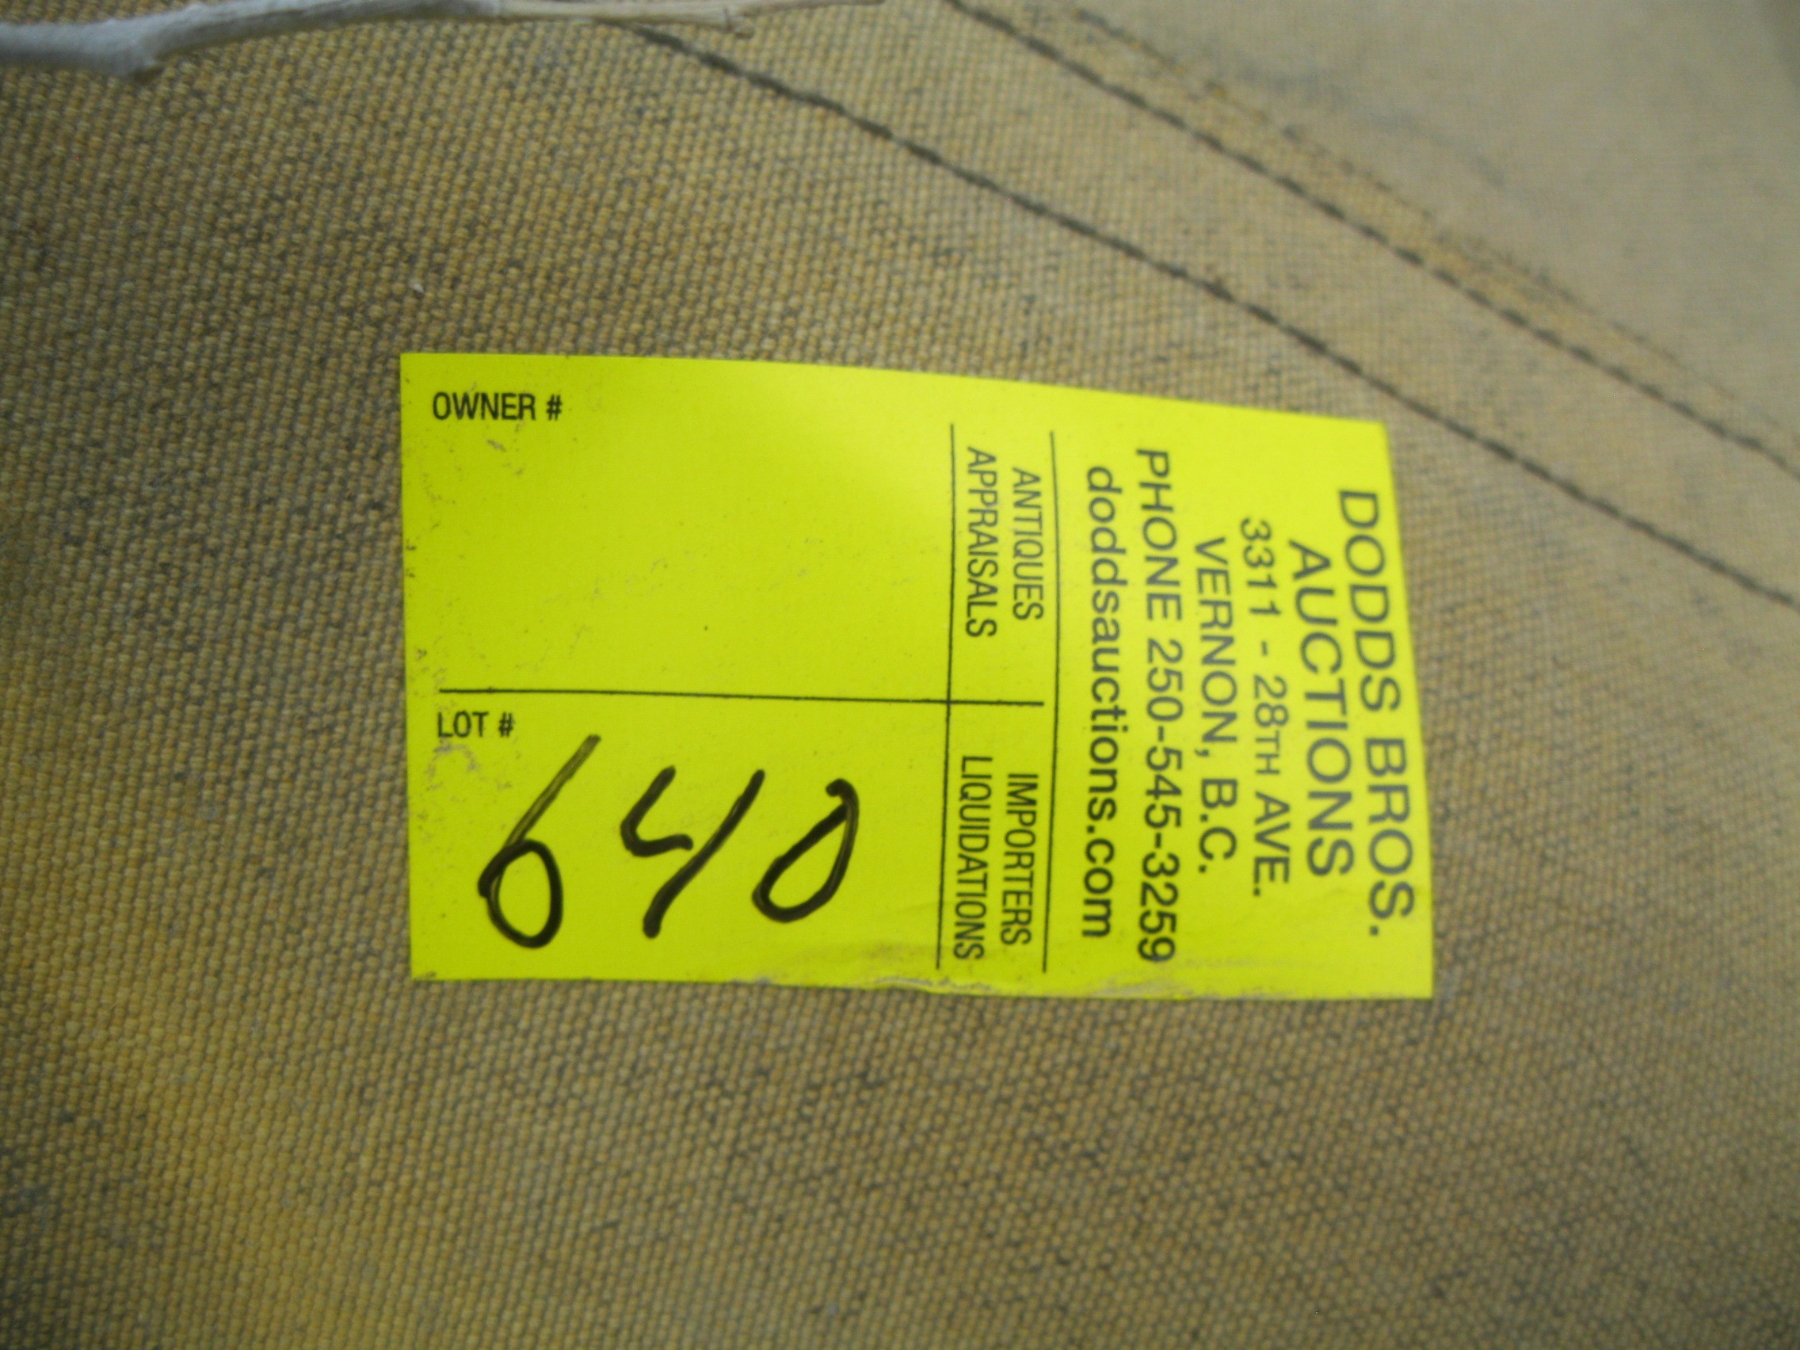 DODDS BROS.
AUCTIONS
3311 - 28TH AVE.
VERNON, B.C.
PHONE 250-545-3259
doddsauctions.com
ANTIQUES
APPRAISALS
IMPORTERS
LIQUIDATIONS
OWNER #
LOT #
640